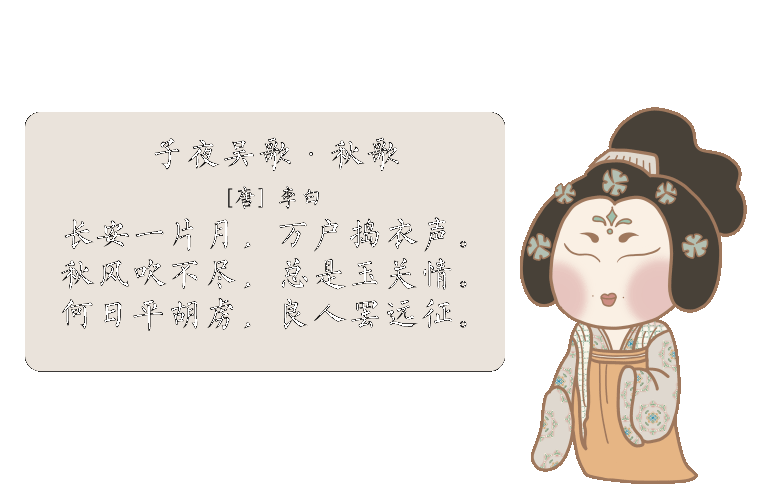 子夜吴歌·秋歌
[唐] 李白
长安一片月，万户捣衣声。
秋风吹不尽，总是玉关情。
何日平胡虏，良人罢远征。